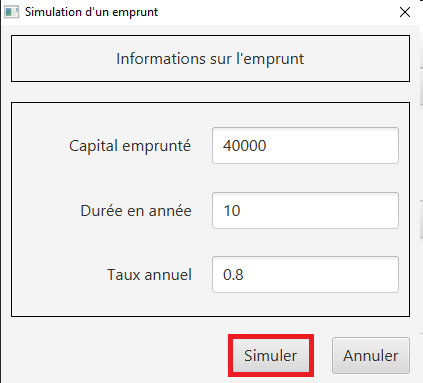 Simulation d'un emprunt
Informations sur l'emprunt
Capital emprunté 40000
Durée en année 10
Taux annuel 0.8
Simuler Annuler